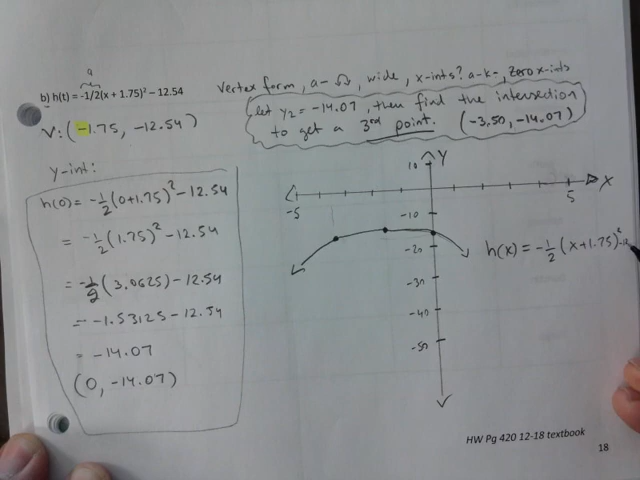 a
b) h(t) = -1/2(x + 1.75)² – 12.54
Vertex form, a-, wide, x-ints? a- k-, zero x-ints
V: (-1.75, -12.54)
let y₂ = -14.07, then find the intersection
to get a 3rd point. (-3.50, -14.07)
y-int:
h(0) = -1/2(0+1.75)² - 12.54
= -1/2(1.75)² - 12.54
= -1/2(3.0625) - 12.54
= -1.53125 - 12.54
= -14.07
(0, -14.07)
Y
10
X
-5
5
-10
-20
-30
-40
-50
h(x) = -1/2(x+1.75)²
HW Pg 420 12-18 textbook
18